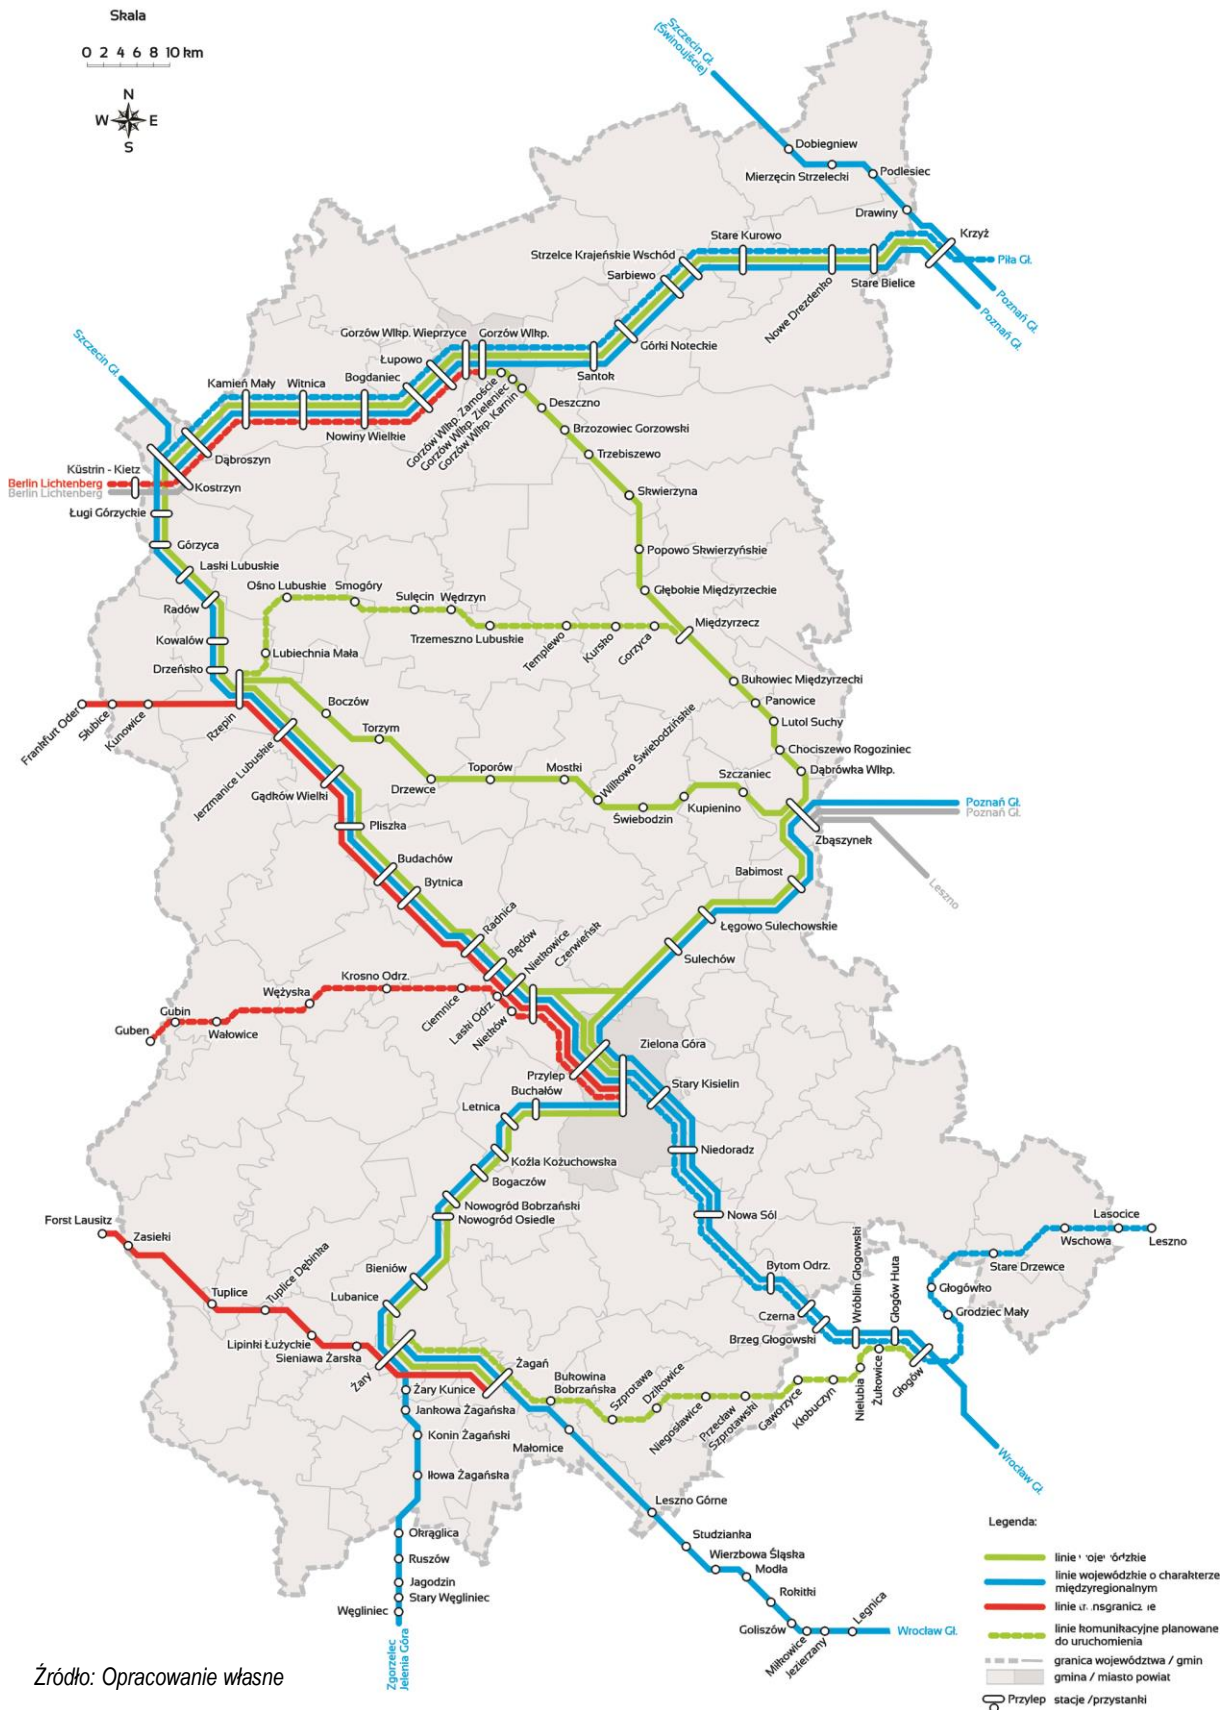 Skala
0 2 4 6 8 10 km
N
W E
S
Szczecin Gł.
(Świnoujście)
Dobiegniew
Mierzęcin Strzelecki
Podlesiec
Drawiny
Krzyż
Piła Gł.
Poznań Gł.
Poznań Gł.
Stare Kurowo
Strzelce Krajeńskie Wschód
Sarbiewo
Nowe Drezdenko
Stare Bielice
Górki Noteckie
Santok
Gorzów Wlkp. Wieprzyce
Gorzów Wlkp.
Łupowo
Bogdaniec
Szczecin Gł.
Kamień Mały
Witnica
Nowiny Wielkie
Gorzów Wlkp. Zamoście
Gorzów Wlkp. Zieleniec
Gorzów Wlkp. Karnin
Deszczno
Brzozowiec Gorzowski
Trzebiszewo
Skwierzyna
Dąbroszyn
Küstrin - Kietz
Berlin Lichtenberg
Berlin Lichtenberg
Kostrzyn
Ługi Górzyckie
Górzyca
Laski Lubuskie
Radów
Kowalów
Drzeńsko
Popowo Skwierzyńskie
Głębokie Międzyrzeckie
Międzyrzecz
Ośno Lubuskie
Smogóry
Sulęcin
Wędrzyn
Trzemeszno Lubuskie
Templewo
Kursko
Gorzyca
Lubiechnia Mała
Bukowiec Międzyrzecki
Panowice
Lutol Suchy
Chociszewo Rogoziniec
Dąbrówka Wlkp.
Frankfurt Oder
Słubice
Kunowice
Rzepin
Boczów
Torzym
Drzewce
Toporów
Mostki
Wilkowo Świebodzińskie
Świebodzin
Kupienino
Szczaniec
Poznań Gł.
Poznań Gł.
Zbąszynek
Leszno
Jerzmanice Lubuskie
Gądków Wielki
Pliszka
Budachów
Bytnica
Radnica
Będów
Nietkowice
Czerwieńsk
Babimost
Łęgowo Sulechowskie
Sulechów
Krosno Odrz.
Wężyska
Gubin
Guben
Wałowice
Ciemnice
Laski Odrz.
Nietków
Zielona Góra
Przylep
Buchałów
Stary Kisielin
Letnica
Niedoradz
Koźla Kożuchowska
Bogaczów
Nowogród Bobrzański
Nowogród Osiedle
Nowa Sól
Forst Lausitz
Zasieki
Tuplice
Tuplice Dębinka
Lipinki Łużyckie
Sieniawa Żarska
Bieniów
Lubanice
Żary
Bytom Odrz.
Czerna
Brzeg Głogowski
Wróblin Głogowski
Głogów Huta
Głogówko
Grodziec Mały
Stare Drzewce
Wschowa
Lasocice
Leszno
Głogów
Wrocław Gł.
Żagań
Bukowina
Bobrzańska
Szprotawa
Dzikowice
Niegosławice
Przecław
Szprotawski
Gaworzyce
Kłobuczyn
Nielubia
Żukowice
Żary Kunice
Jankowa Żagańska
Konin Żagański
Iłowa Żagańska
Okrąglica
Ruszów
Jagodzin
Stary Węgliniec
Węgliniec
Zgorzelec
Jelenia Góra
Małomice
Leszno Górne
Studzianka
Wierzbowa Śląska
Modła
Rokitki
Goliszów
Miłkowice
Jezierzany
Legnica
Wrocław Gł.
Legenda:
linie
linie wojewódzkie o charakterze
międzyregionalnym
linie
linie komunikacyjne planowane
do uruchomienia
granica województwa / gmin
gmina / miasto powiat
Przylep stacje /przystanki
Źródło: Opracowanie własne